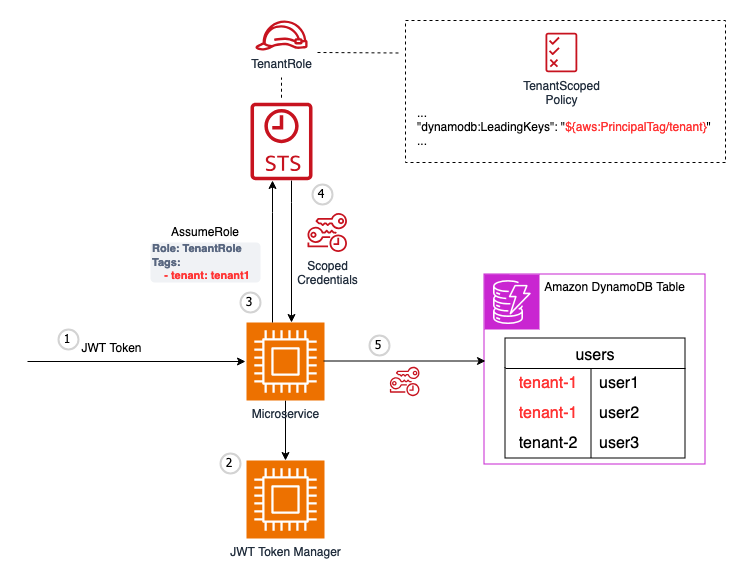 TenantRole
TenantScoped
Policy
...
"dynamodb:LeadingKeys": "${aws:PrincipalTag/tenant}"
...
STS
4
AssumeRole
Role: TenantRole
Tags:
- tenant: tenant1
Scoped
Credentials
3
1
JWT Token
5
Microservice
Amazon DynamoDB Table
users
tenant-1 user1
tenant-1 user2
tenant-2 user3
2
JWT Token Manager